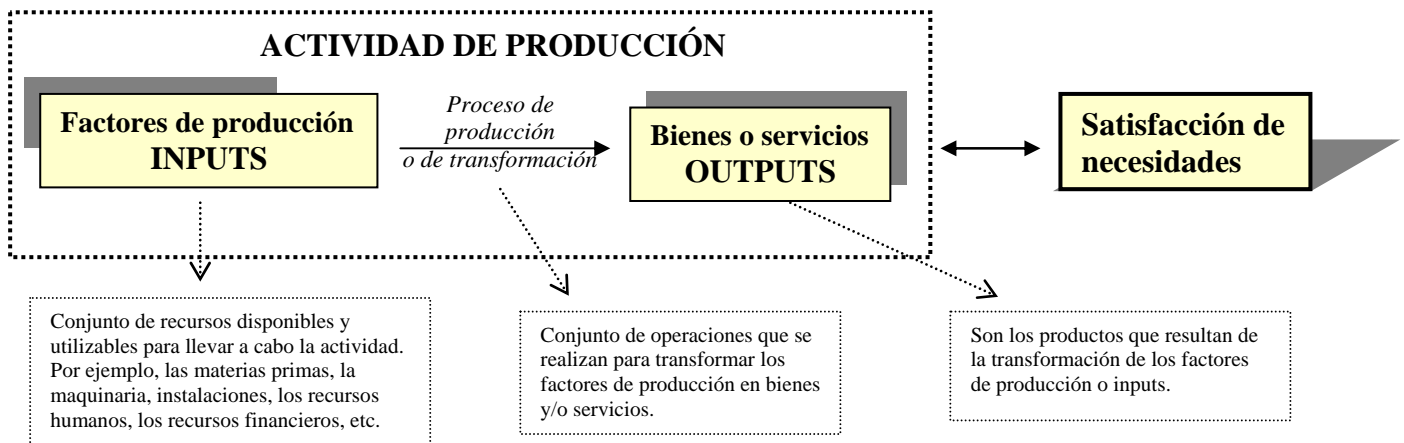 ACTIVIDAD DE PRODUCCIÓN
Factores de producción
INPUTS
Proceso de
producción
o de transformación
Bienes o servicios
OUTPUTS
Satisfacción de
necesidades
Conjunto de recursos disponibles y
utilizables para llevar a cabo la actividad.
Por ejemplo, las materias primas, la
maquinaria, instalaciones, los recursos
humanos, los recursos financieros, etc.
Conjunto de operaciones que se
realizan para transformar los
factores de producción en bienes
y/o servicios.
Son los productos que resultan de
la transformación de los factores
de producción o inputs.